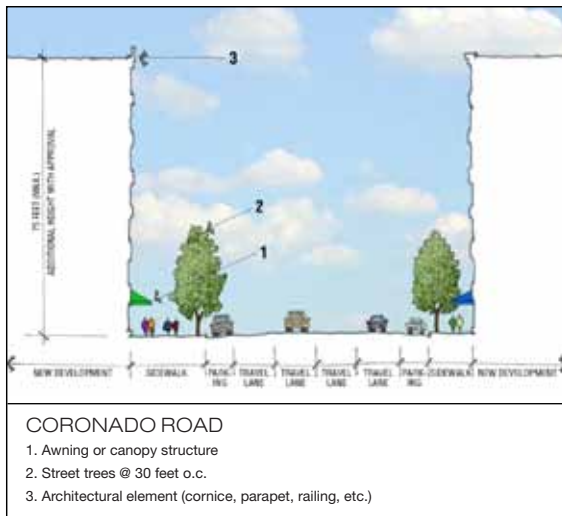 3
75 FEET (MAX.)
ADDITIONAL HEIGHT WITH APPROVAL
2
1
NEW DEVELOPMENT SIDEWALK PARK- ING TRAVEL LANE TRAVEL LANE TRAVEL LANE TRAVEL LANE PARK- ING SIDEWALK NEW DEVELOPMENT
CORONADO ROAD
1. Awning or canopy structure
2. Street trees @ 30 feet o.c.
3. Architectural element (cornice, parapet, railing, etc.)